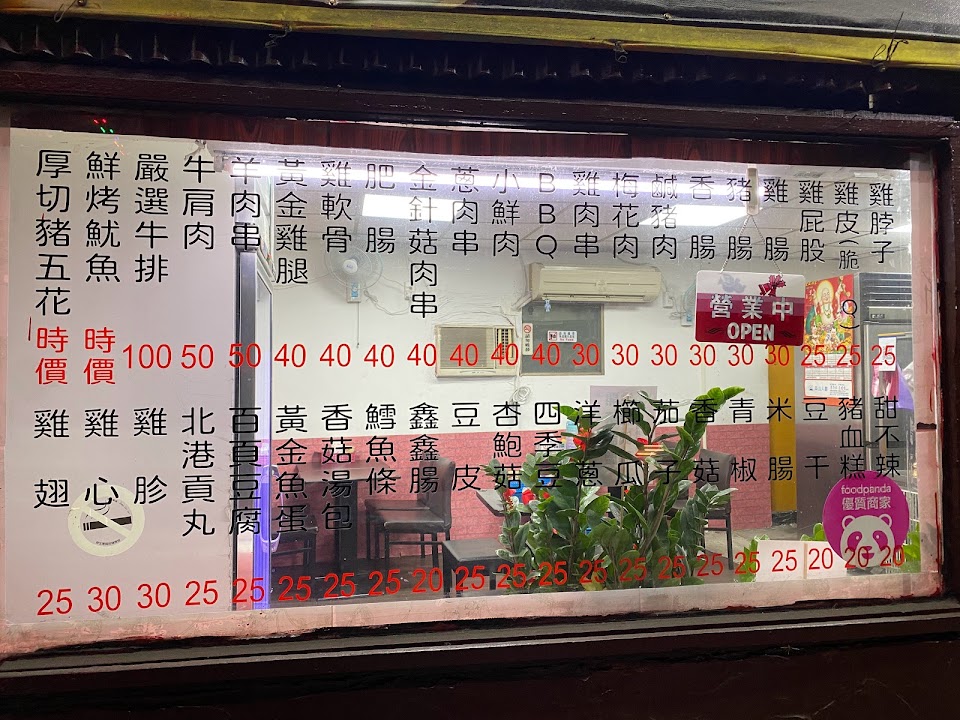 雞脖子
25
雞皮(脆、Q)
25
雞屁股
25
雞腸
30
豬腸
30
香腸
30
鹹豬肉
30
梅花肉
30
雞肉串
30
BBQ
40
小鮮肉
40
蔥肉串
40
金針菇肉串
40
肥腸
40
雞軟骨
40
黃金雞腿
40
羊肉串
50
牛肩肉
50
嚴選牛排
100
鮮烤魷魚
時價
厚切豬五花
時價
甜不辣
20
豬血糕
20
豆干
20
米腸
25
青椒
25
香菇
25
茄子
25
櫛瓜
25
洋蔥
25
四季豆
25
杏鮑菇
25
豆皮
25
鑫鑫腸
20
鱈魚條
25
香菇湯包
25
黃金魚蛋
25
百頁豆腐
25
北港貢丸
25
雞胗
30
雞心
30
雞翅
25
營業中
OPEN
foodpanda
優質商家